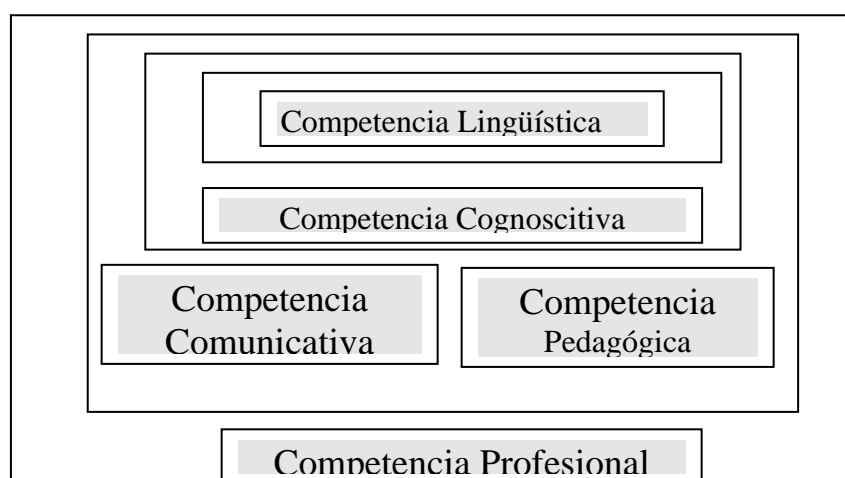 Competencia Lingüística
Competencia Cognoscitiva
Competencia
Comunicativa
Competencia
Pedagógica
Competencia Profesional